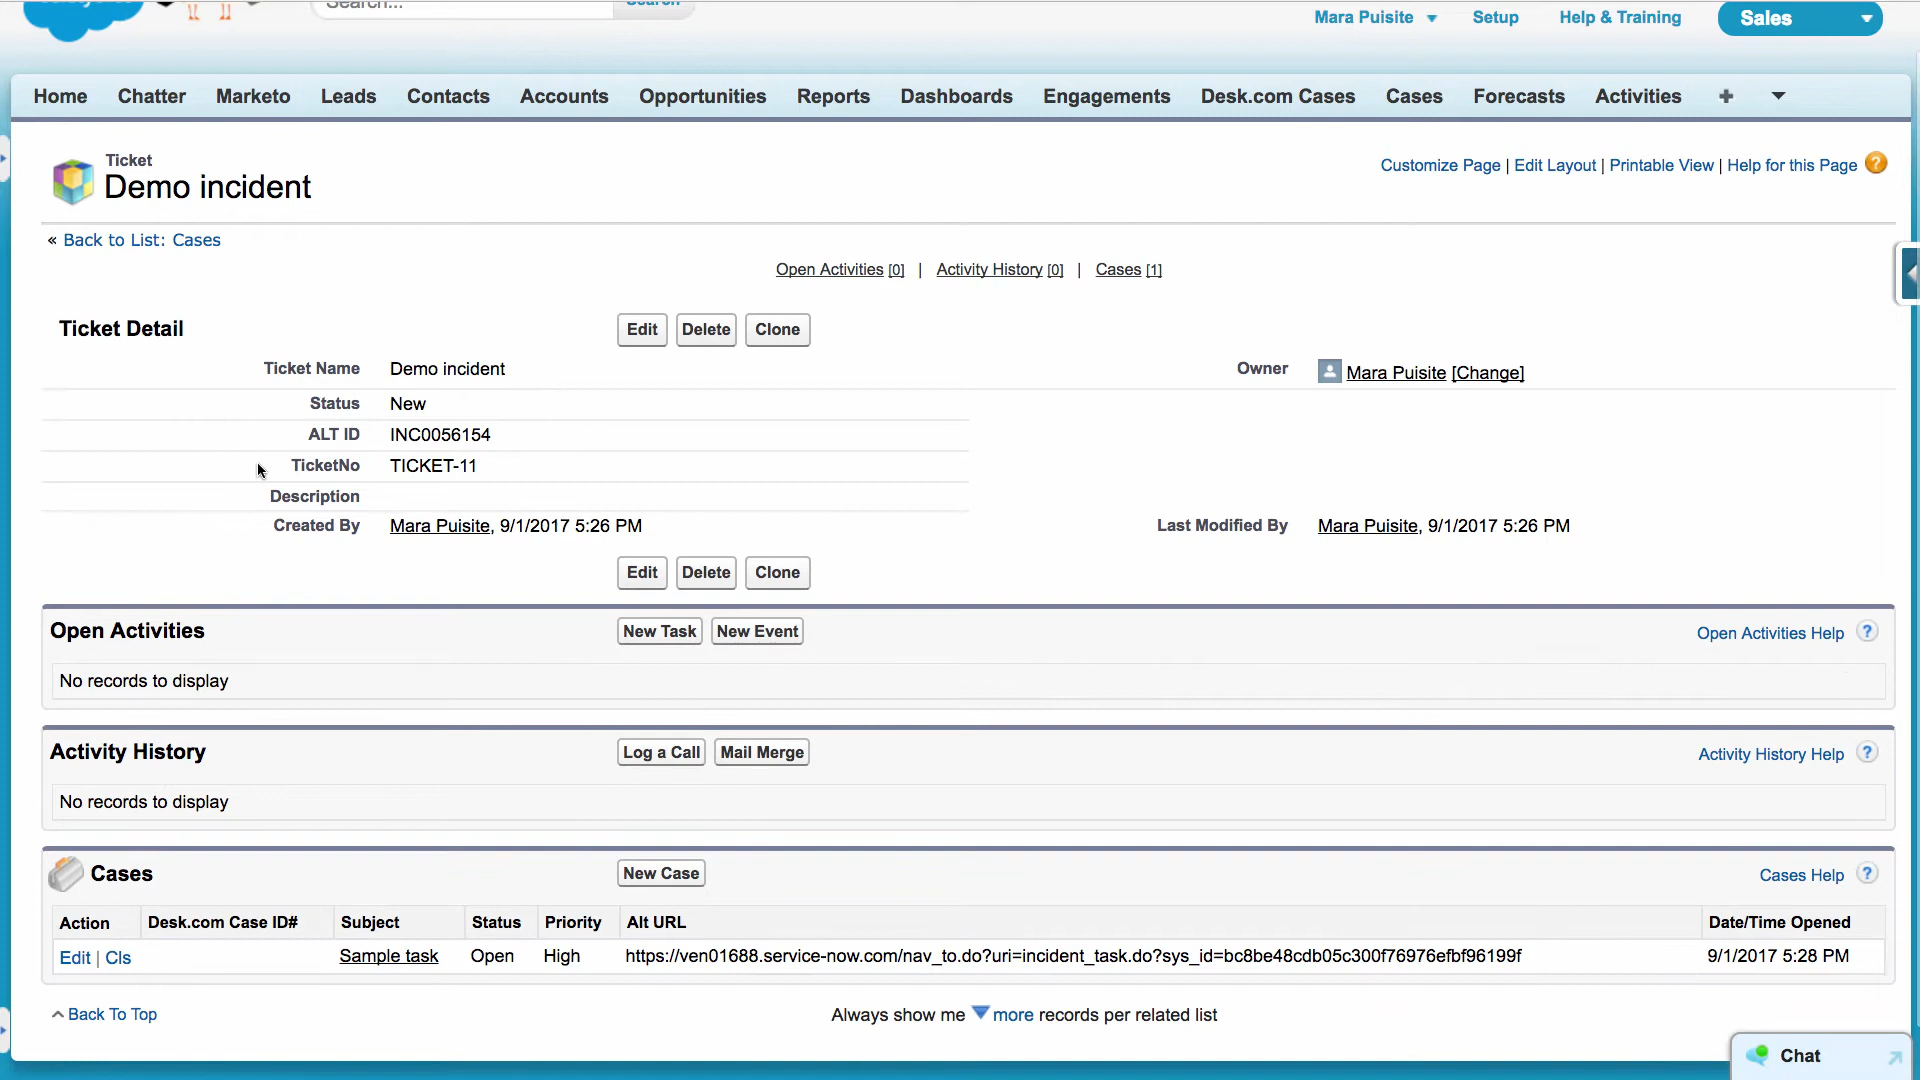 Search... Search
Mara Puisite Setup Help & Training Sales
Home Chatter Marketo Leads Contacts Accounts Opportunities Reports Dashboards Engagements Desk.com Cases Cases Forecasts Activities +
Ticket
Demo incident
Customize Page | Edit Layout | Printable View | Help for this Page ?
« Back to List: Cases
Open Activities [0] | Activity History [0] | Cases [1]
Ticket Detail Edit Delete Clone
Ticket Name Demo incident Owner Mara Puisite [Change]
Status New
ALT ID INC0056154
TicketNo TICKET-11
Description
Created By Mara Puisite, 9/1/2017 5:26 PM Last Modified By Mara Puisite, 9/1/2017 5:26 PM
Edit Delete Clone
Open Activities New Task New Event Open Activities Help ?
No records to display
Activity History Log a Call Mail Merge Activity History Help ?
No records to display
Cases New Case Cases Help ?
Action Desk.com Case ID# Subject Status Priority Alt URL Date/Time Opened
Edit | Cls Sample task Open High https://ven01688.service-now.com/nav_to.do?uri=incident_task.do?sys_id=bc8be48cdb05c300f76976efbf96199f 9/1/2017 5:28 PM
Back To Top Always show me more records per related list
Chat